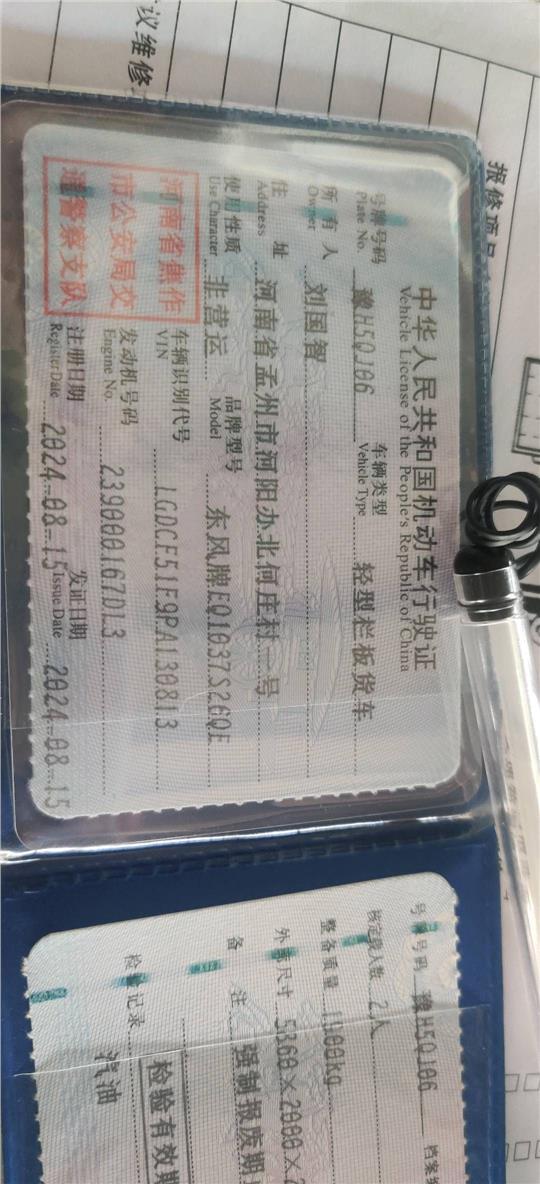 议维修
报修项目
中华人民共和国机动车行驶证
Vehicle License of the People's Republic of China
号牌号码 豫H5QJ06 车辆类型 轻型栏板货车
Plate No. Vehicle Type
所有人 刘国智
Owner
住址 河南省孟州市河阳办北何庄村一号
Address
使用性质 非营运 品牌型号 东风牌EQ1037S26QE
Use Character Model
河南省焦作
市公安局交
通警察支队
车辆识别代号 LGDCE51E9PA130813
VIN
发动机号码 239000167DL3
Engine No.
注册日期 2024-08-15 发证日期 2024-08-15
Register Date Issue Date
号牌号码 豫H5QJ06 档案编
核定载人数 2人
整备质量 1900kg
外廓尺寸 5360×2000×2
备注 强制报废期
检验有效期
检验记录 汽油